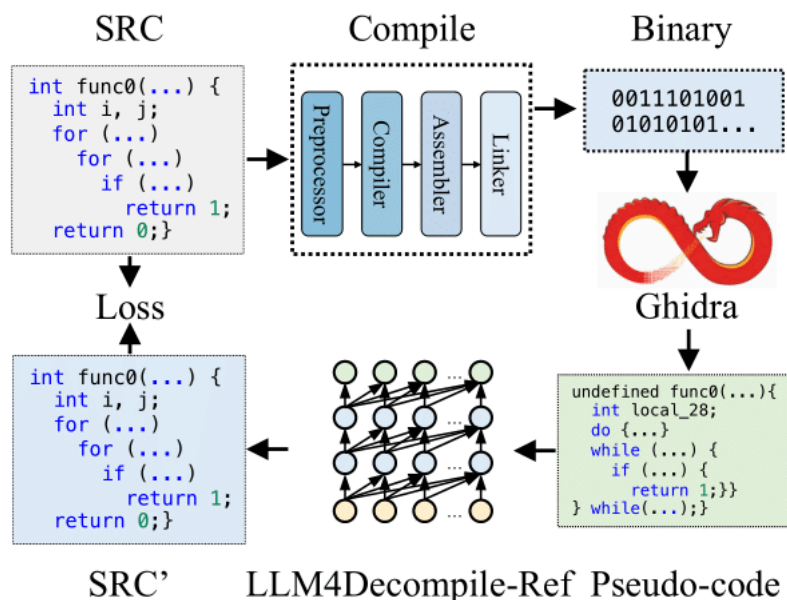 SRC
int func0(...) {
int i, j;
for (...)
for (...)
if (...)
return 1;
return 0;}
Compile
Preprocessor
Compiler
Assembler
Linker
Binary
0011101001
01010101...
Ghidra
Loss
int func0(...) {
int i, j;
for (...)
for (...)
if (...)
return 1;
return 0;}
...
...
...
...
undefined func0(...){
int local_28;
do {...}
while (...) {
if (...) {
return 1;}}
} while(...);}
SRC’
LLM4Decompile-Ref
Pseudo-code